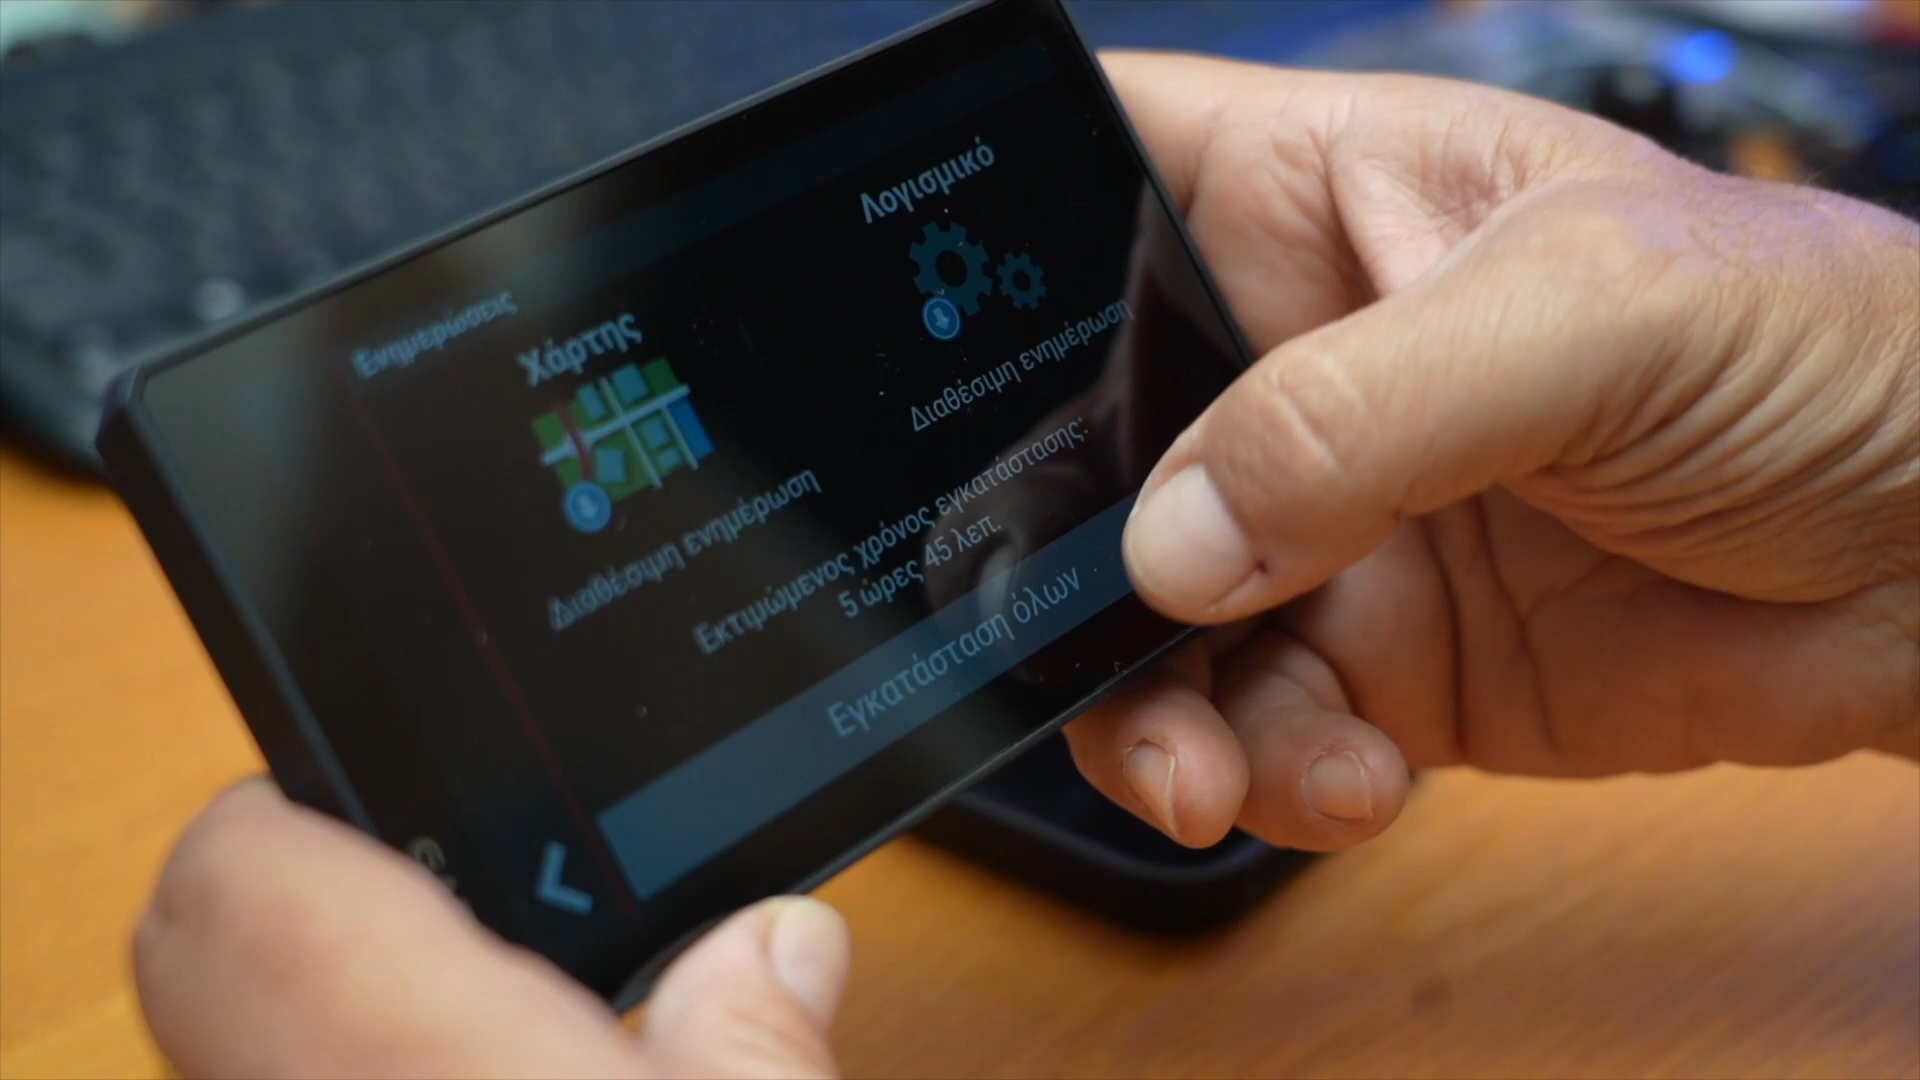 Ενημερώσεις
Χάρτης
Διαθέσιμη ενημέρωση
Λογισμικό
Διαθέσιμη ενημέρωση
Εκτιμώμενος χρόνος εγκατάστασης:
5 ώρες 45 λεπ.
Εγκατάσταση όλων